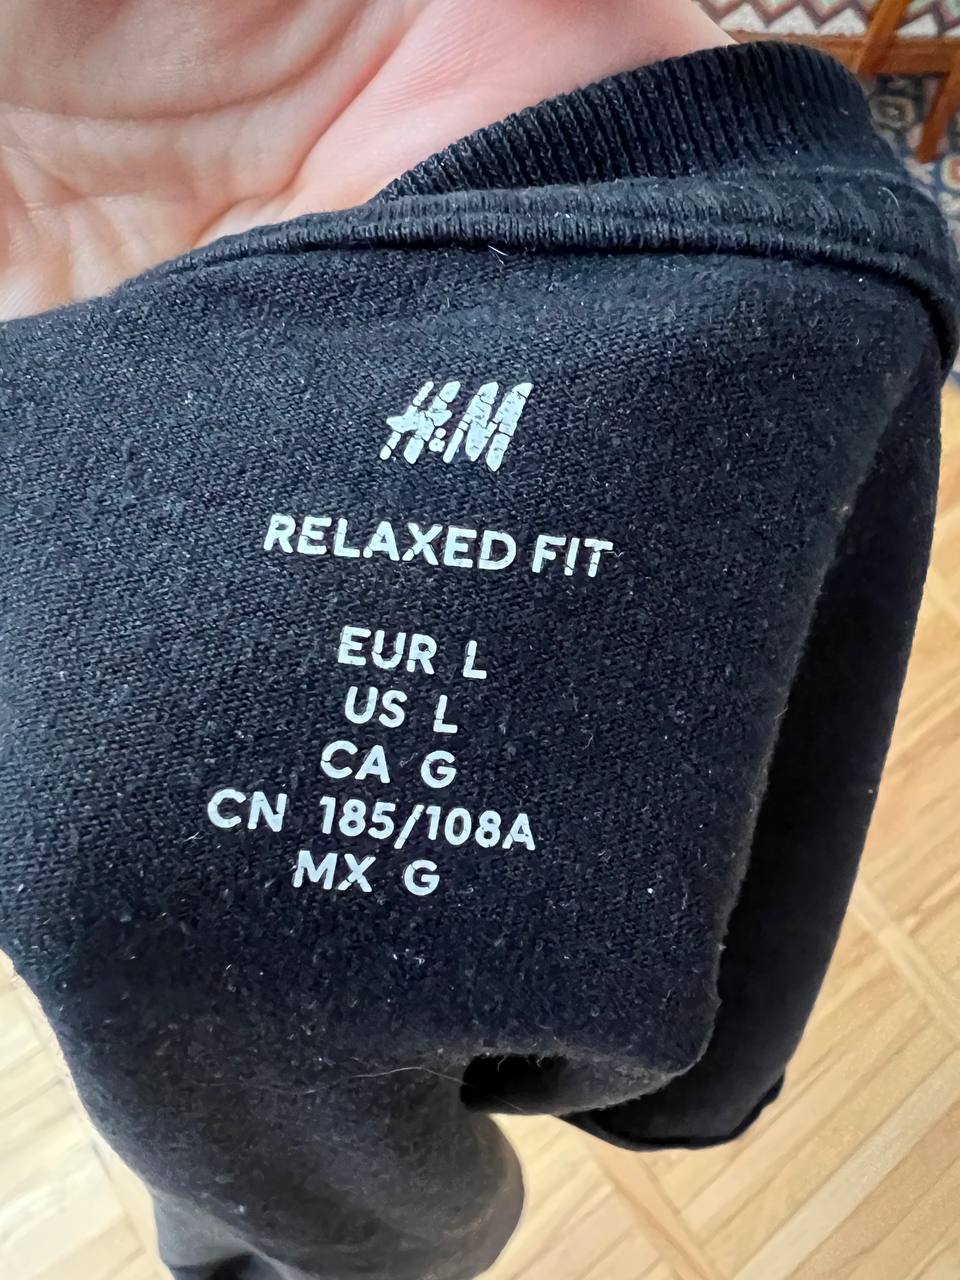 H&M
RELAXED FIT
EUR L
US L
CA G
CN 185/108A
MX G